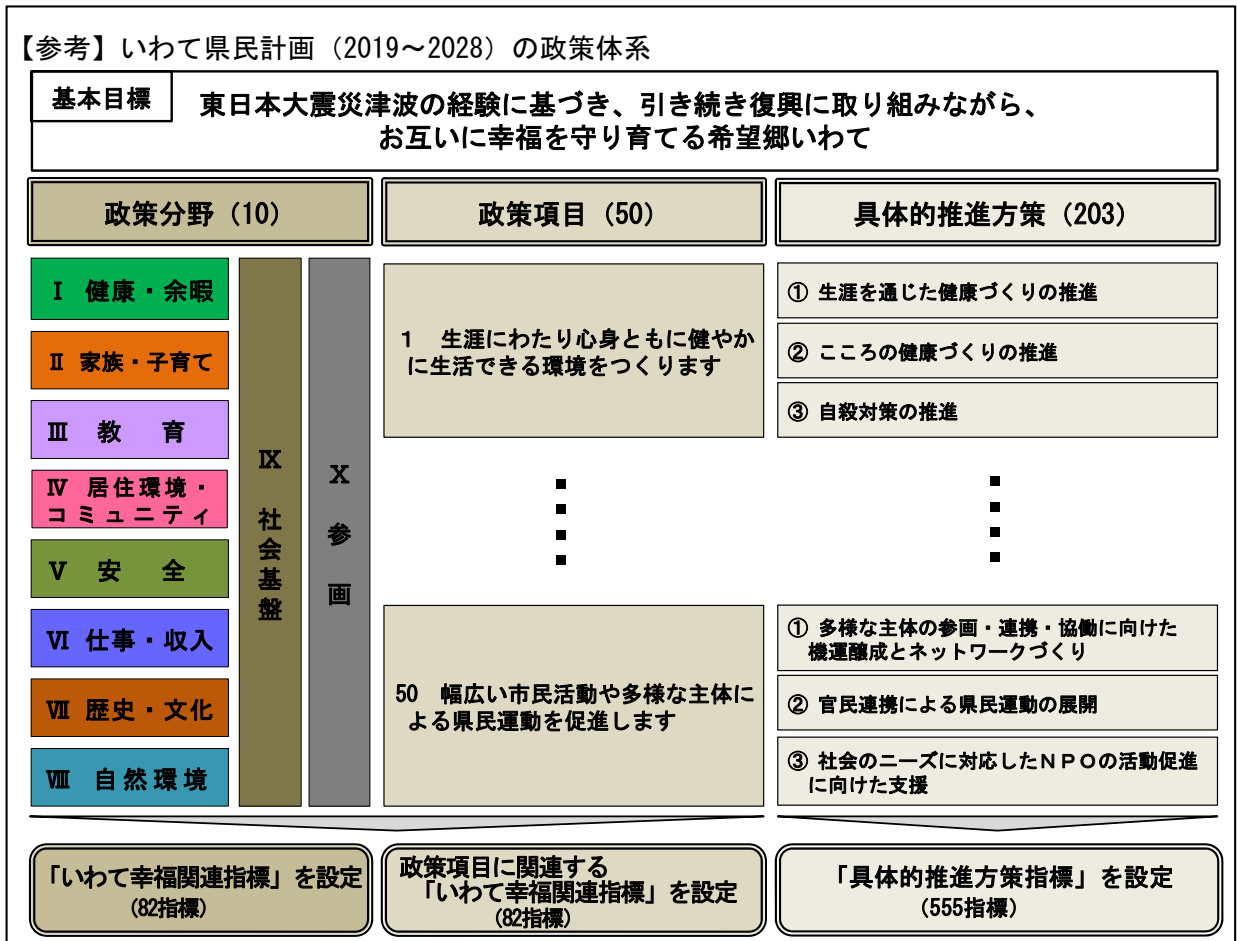 【参考】いわて県民計画（2019～2028）の政策体系
基本目標
東日本大震災津波の経験に基づき、引き続き復興に取り組みながら、
お互いに幸福を守り育てる希望郷いわて
政策分野（10）
政策項目（50）
具体的推進方策（203）
Ⅰ 健康・余暇
Ⅱ 家族・子育て
Ⅲ 教 育
Ⅳ 居住環境・
コミュニティ
Ⅴ 安 全
Ⅵ 仕事・収入
Ⅶ 歴史・文化
Ⅷ 自然環境
Ⅸ 社会基盤
Ⅹ 参画
1 生涯にわたり心身ともに健やか
に生活できる環境をつくります
50 幅広い市民活動や多様な主体に
よる県民運動を促進します
① 生涯を通じた健康づくりの推進
② こころの健康づくりの推進
③ 自殺対策の推進
① 多様な主体の参画・連携・協働に向けた
機運醸成とネットワークづくり
② 官民連携による県民運動の展開
③ 社会のニーズに対応したＮＰＯの活動促進
に向けた支援
「いわて幸福関連指標」を設定
（82指標）
政策項目に関連する
「いわて幸福関連指標」を設定
（82指標）
「具体的推進方策指標」を設定
（555指標）